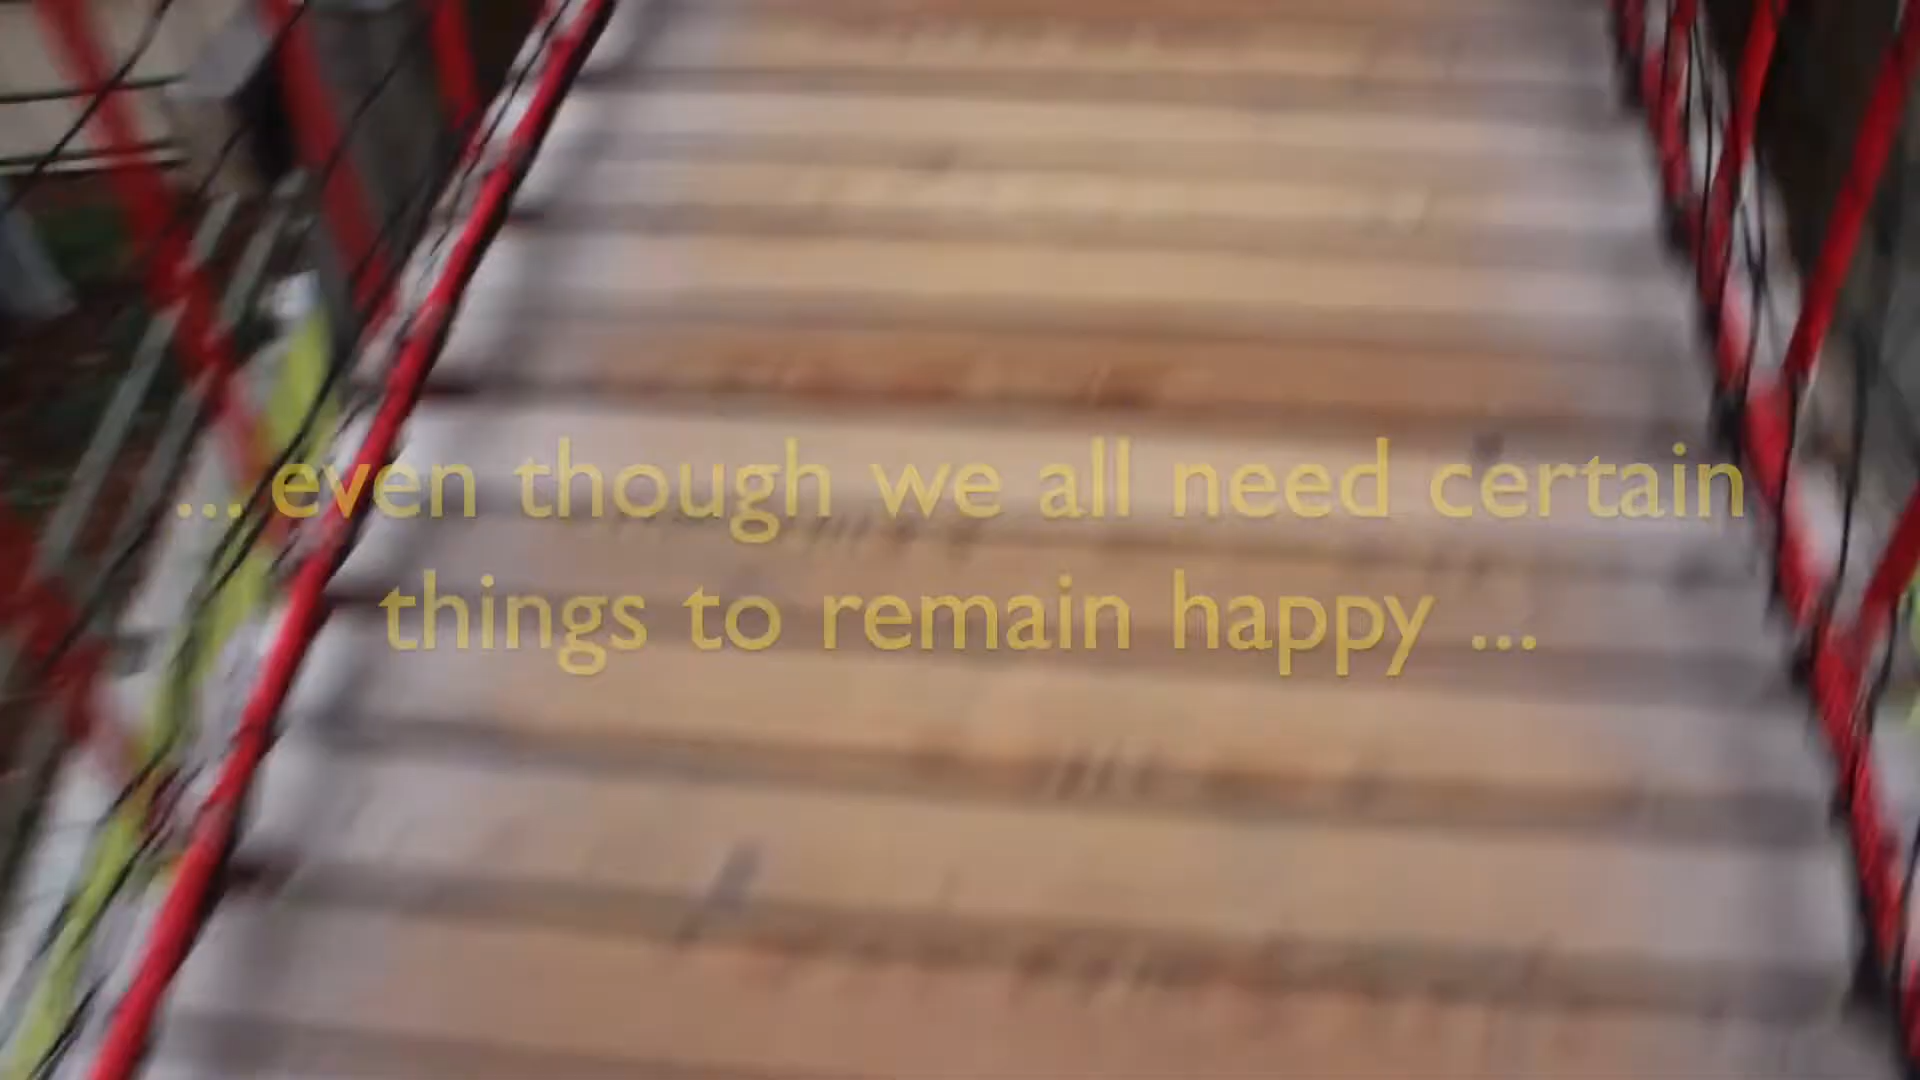 ... even though we all need certain
things to remain happy ...